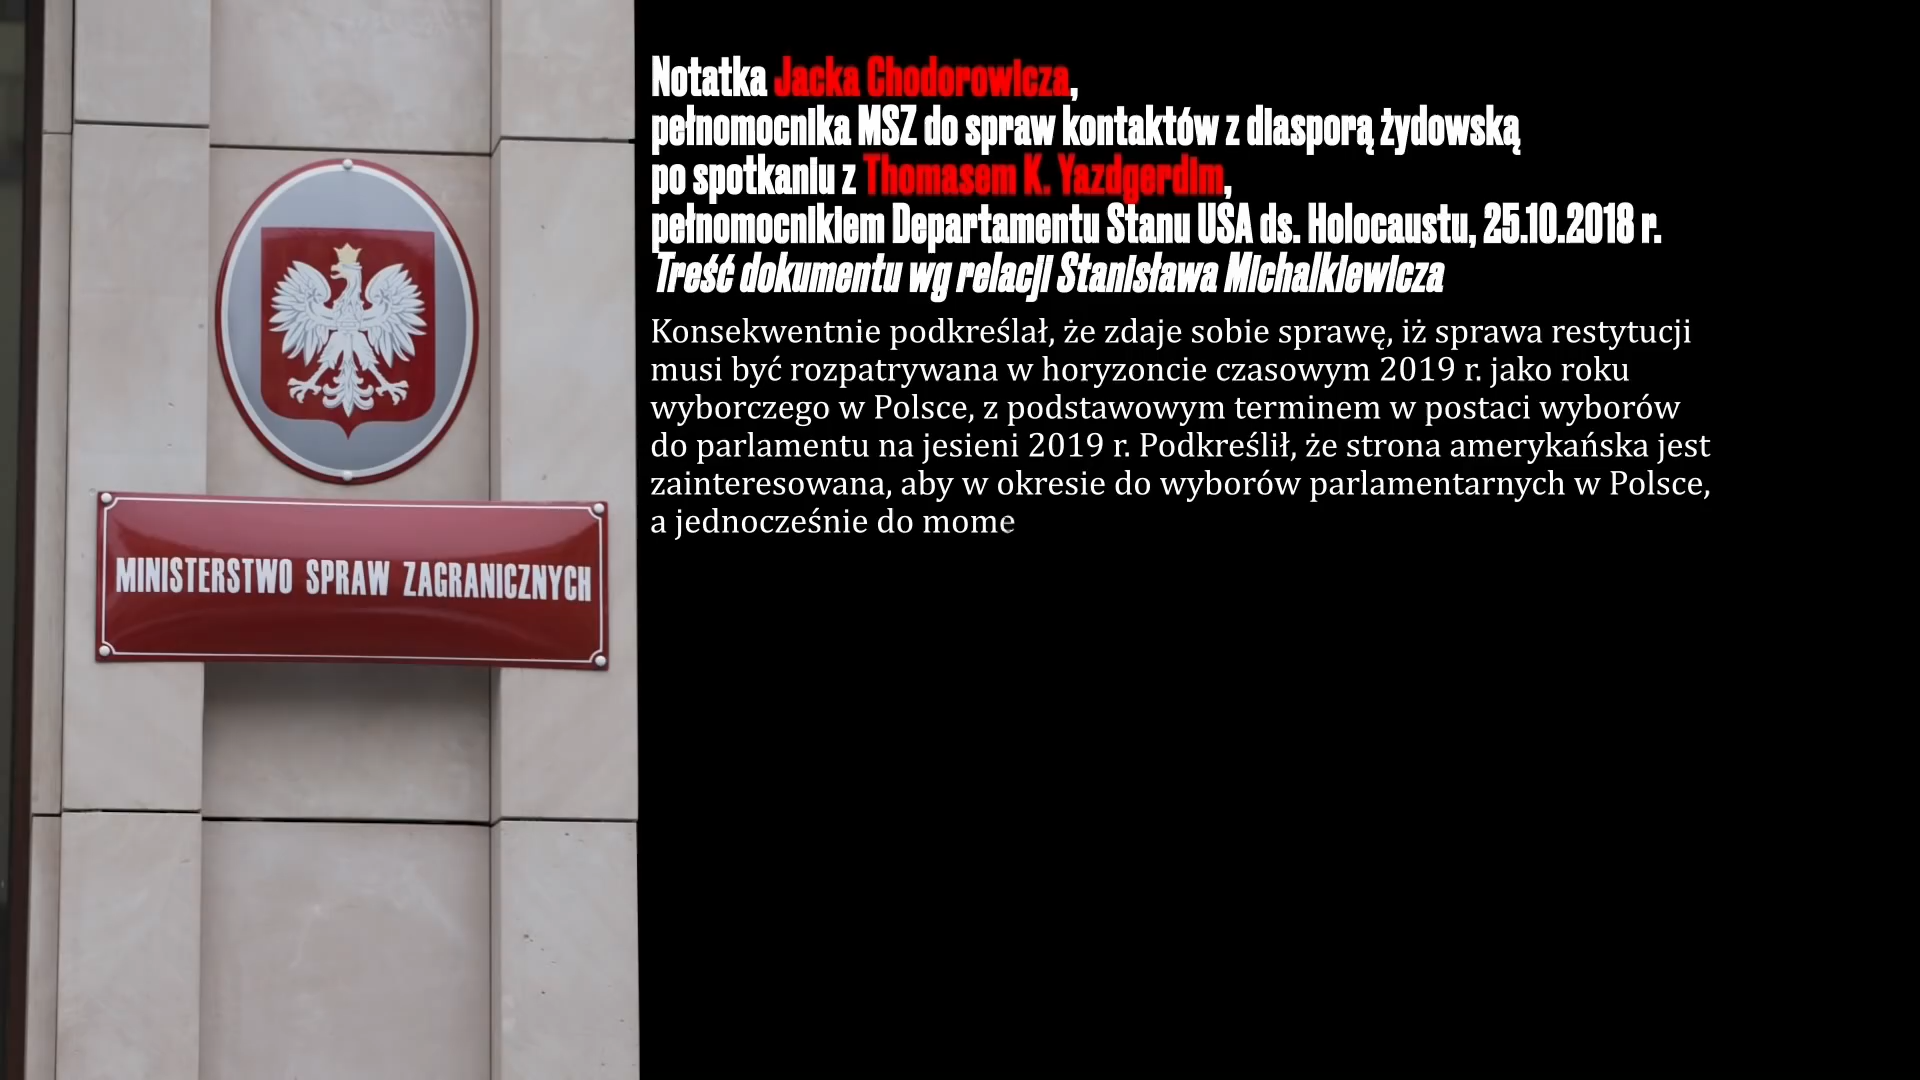 Notatka Jacka Chodorowicza,
pełnomocnika MSZ do spraw kontaktów z diasporą żydowską
po spotkaniu z Thomasem K. Yazdgerdim,
pełnomocnikiem Departamentu Stanu USA ds. Holocaustu, 25.10.2018 r.
Treść dokumentu wg relacji Stanisława Michalkiewicza
Konsekwentnie podkreślał, że zdaje sobie sprawę, iż sprawa restytucji
musi być rozpatrywana w horyzoncie czasowym 2019 r. jako roku
wyborczego w Polsce, z podstawowym terminem w postaci wyborów
do parlamentu na jesieni 2019 r. Podkreślił, że strona amerykańska jest
zainteresowana, aby w okresie do wyborów parlamentarnych w Polsce,
a jednocześnie do mome
MINISTERSTWO SPRAW ZAGRANICZNYCH